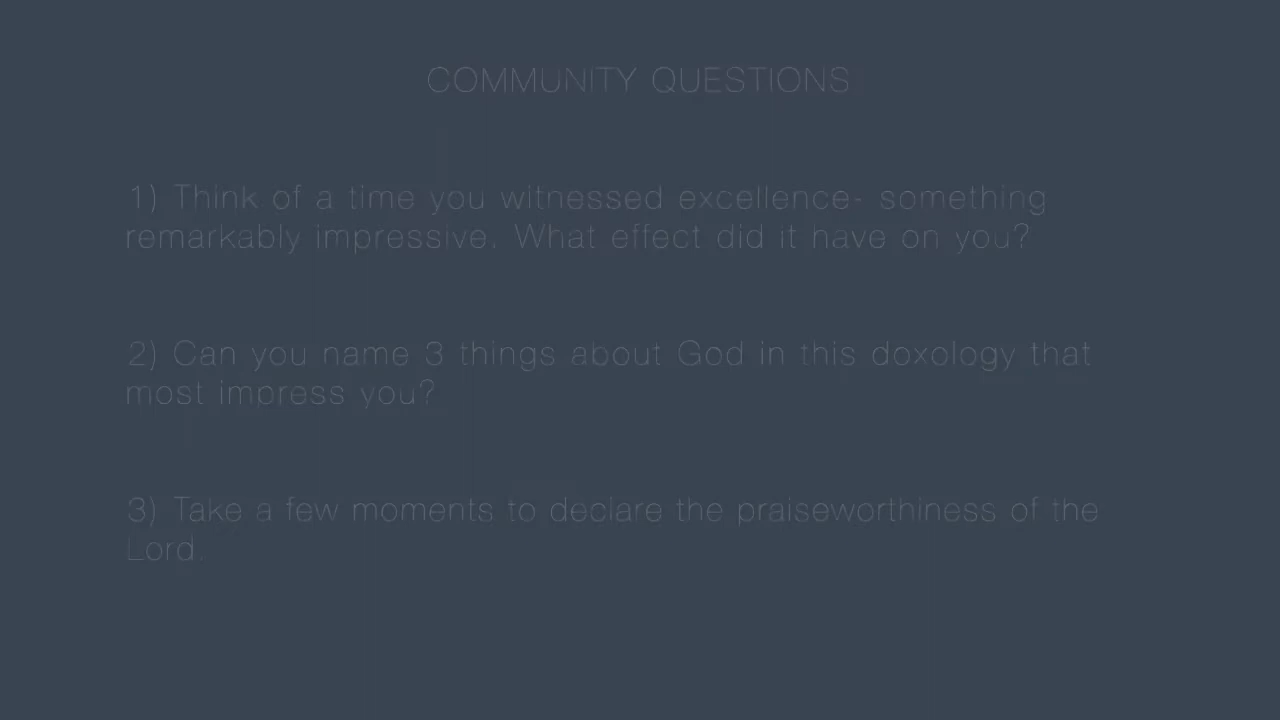 COMMUNITY QUESTIONS
1) Think of a time you witnessed excellence- something
remarkably impressive. What effect did it have on you?
2) Can you name 3 things about God in this doxology that
most impress you?
3) Take a few moments to declare the praiseworthiness of the
Lord.